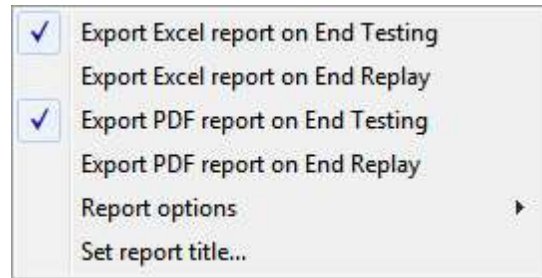 Export Excel report on End Testing
Export Excel report on End Replay
Export PDF report on End Testing
Export PDF report on End Replay
Report options
Set report title...